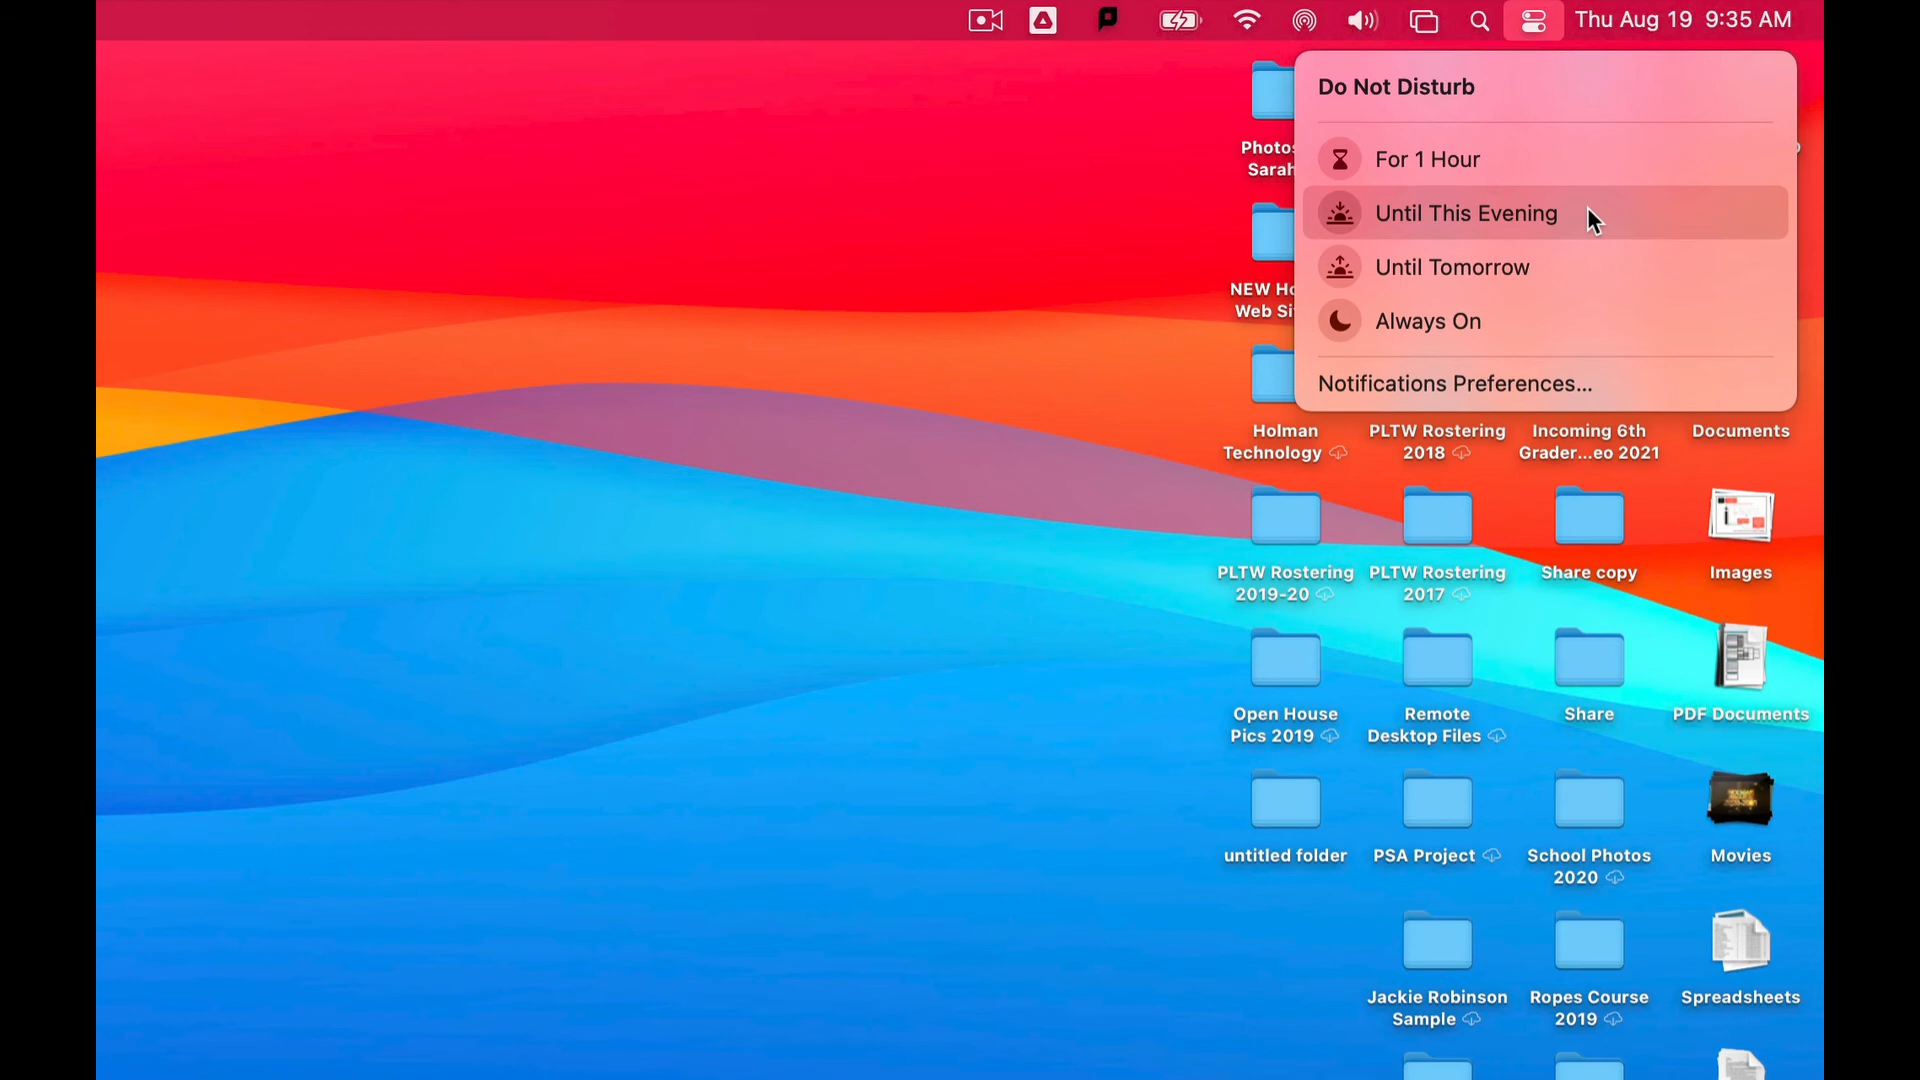 Thu Aug 19 9:35 AM
Do Not Disturb
For 1 Hour
Until This Evening
Until Tomorrow
Always On
Notifications Preferences...
Photos
Sarah
NEW Ho
Web Si
Holman
Technology
PLTW Rostering
2018
Incoming 6th
Grader...eo 2021
Documents
PLTW Rostering
2019-20
PLTW Rostering
2017
Share copy
Images
Open House
Pics 2019
Remote
Desktop Files
Share
PDF Documents
untitled folder
PSA Project
School Photos
2020
Movies
Jackie Robinson
Sample
Ropes Course
2019
Spreadsheets